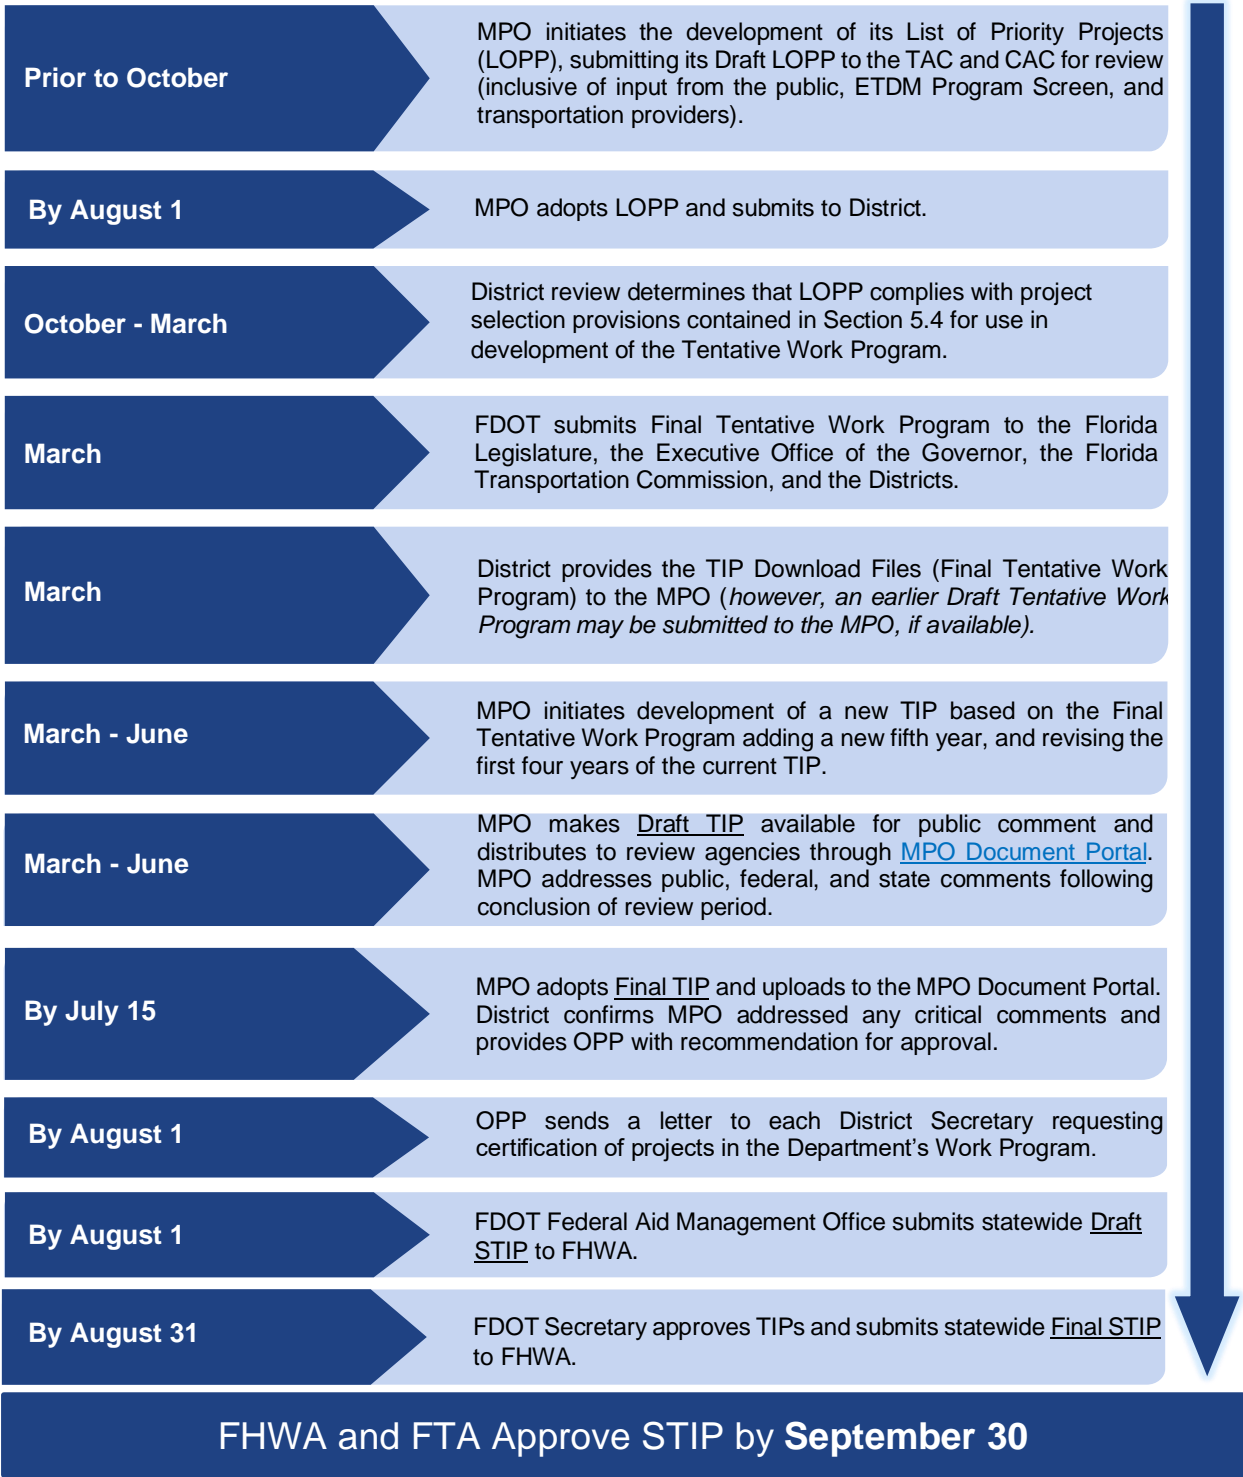 Prior to October
MPO initiates the development of its List of Priority Projects
(LOPP), submitting its Draft LOPP to the TAC and CAC for review
(inclusive of input from the public, ETDM Program Screen, and
transportation providers).
By August 1
MPO adopts LOPP and submits to District.
October - March
District review determines that LOPP complies with project
selection provisions contained in Section 5.4 for use in
development of the Tentative Work Program.
March
FDOT submits Final Tentative Work Program to the Florida
Legislature, the Executive Office of the Governor, the Florida
Transportation Commission, and the Districts.
March
District provides the TIP Download Files (Final Tentative Work
Program) to the MPO (however, an earlier Draft Tentative Work
Program may be submitted to the MPO, if available).
March - June
MPO initiates development of a new TIP based on the Final
Tentative Work Program adding a new fifth year, and revising the
first four years of the current TIP.
March - June
MPO makes Draft TIP available for public comment and
distributes to review agencies through MPO Document Portal.
MPO addresses public, federal, and state comments following
conclusion of review period.
By July 15
MPO adopts Final TIP and uploads to the MPO Document Portal.
District confirms MPO addressed any critical comments and
provides OPP with recommendation for approval.
By August 1
OPP sends a letter to each District Secretary requesting
certification of projects in the Department’s Work Program.
By August 1
FDOT Federal Aid Management Office submits statewide Draft
STIP to FHWA.
By August 31
FDOT Secretary approves TIPs and submits statewide Final STIP
to FHWA.
FHWA and FTA Approve STIP by September 30